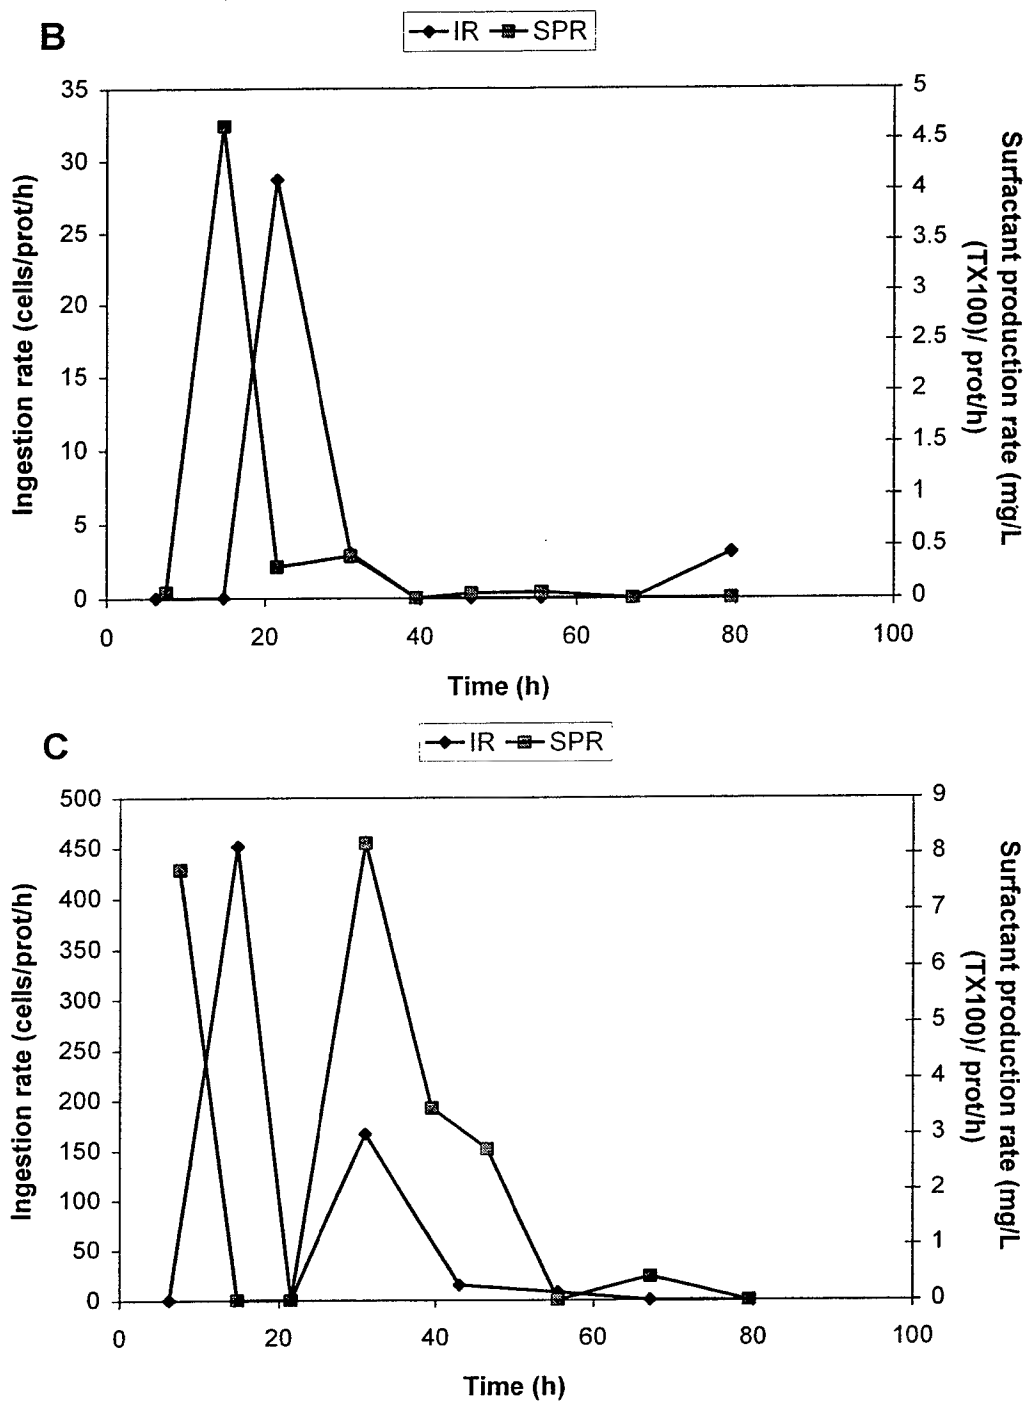 B
IR SPR
35
30
25
20
15
10
5
0
Ingestion rate (cells/prot/h)
5
4.5
4
3.5
3
2.5
2
1.5
1
0.5
0
Surfactant production rate (mg/L
(TX100)/ prot/h)
0 20 40 60 80 100
Time (h)
C
IR SPR
500
450
400
350
300
250
200
150
100
50
0
Ingestion rate (cells/prot/h)
9
8
7
6
5
4
3
2
1
0
Surfactant production rate (mg/L
(TX100)/ prot/h)
0 20 40 60 80 100
Time (h)